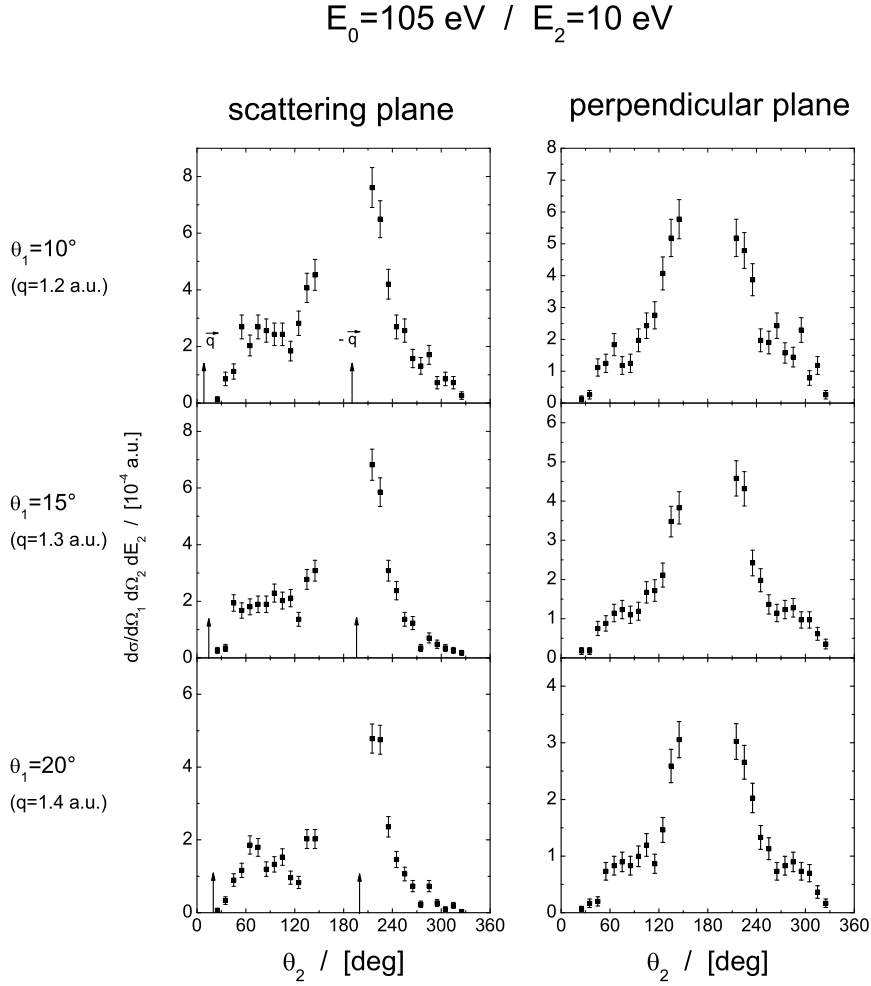 E₀=105 eV / E₂=10 eV
scattering plane
perpendicular plane
θ₁=10°
(q=1.2 a.u.)
8
6
4
2
0
q⃗
- q⃗
8
7
6
5
4
3
2
1
0
θ₁=15°
(q=1.3 a.u.)
dσ/dΩ₁ dΩ₂ dE₂ / [10⁻⁴ a.u.]
8
6
4
2
0
6
5
4
3
2
1
0
θ₁=20°
(q=1.4 a.u.)
6
4
2
0
4
3
2
1
0
0 60 120 180 240 300 360
0 60 120 180 240 300 360
θ₂ / [deg]
θ₂ / [deg]